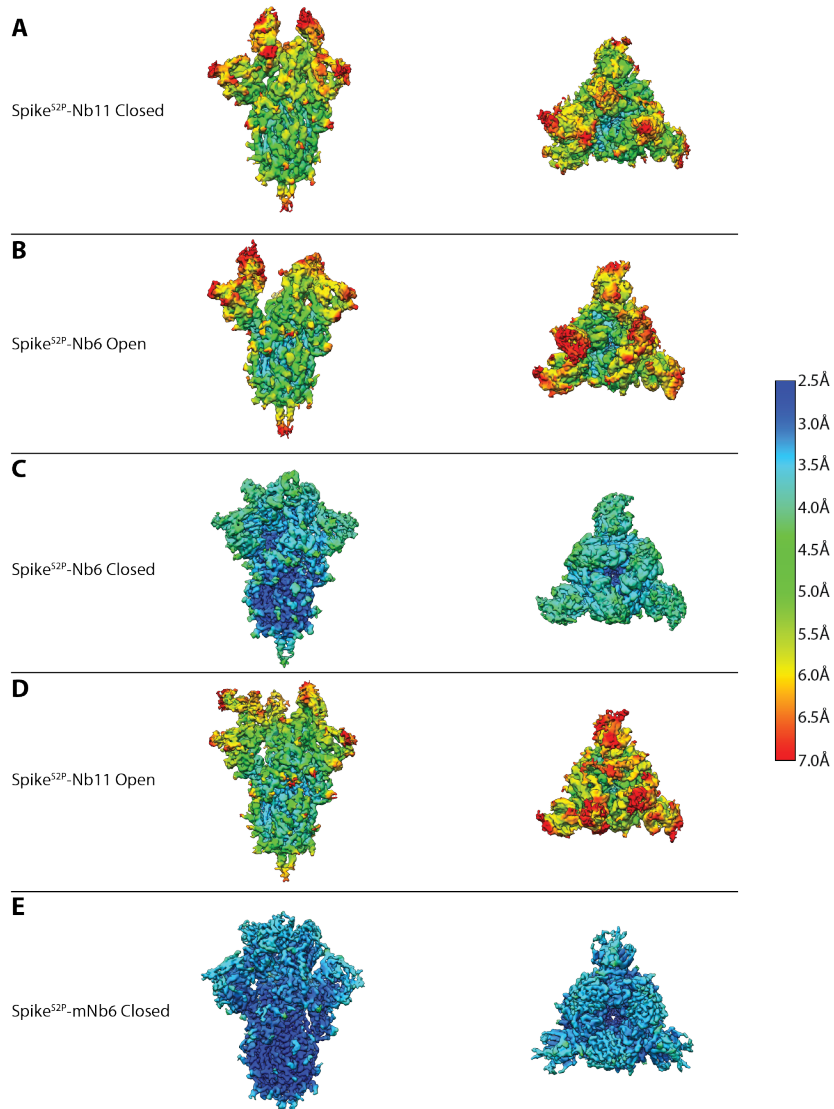 A
Spike^S2P-Nb11 Closed
B
Spike^S2P-Nb6 Open
C
Spike^S2P-Nb6 Closed
D
Spike^S2P-Nb11 Open
E
Spike^S2P-mNb6 Closed
2.5Å
3.0Å
3.5Å
4.0Å
4.5Å
5.0Å
5.5Å
6.0Å
6.5Å
7.0Å